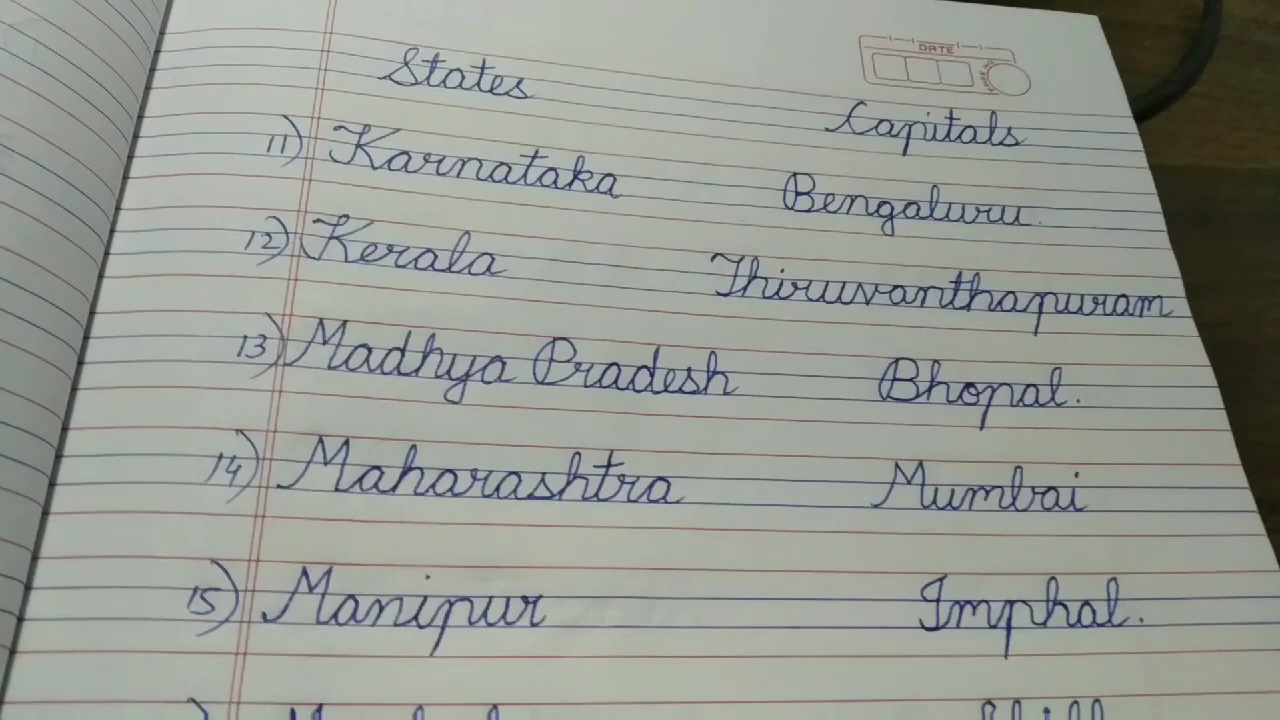 DATE
States Capitals
11) Karnataka Bengaluru.
12) Kerala Thiruvanthapuram
13) Madhya Pradesh Bhopal.
14) Maharashtra Mumbai
15) Manipur Imphal.